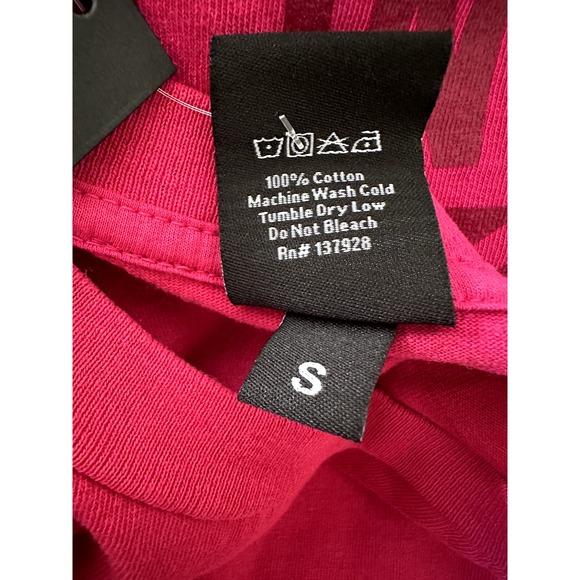 100% Cotton
Machine Wash Cold
Tumble Dry Low
Do Not Bleach
Rn# 137928
S